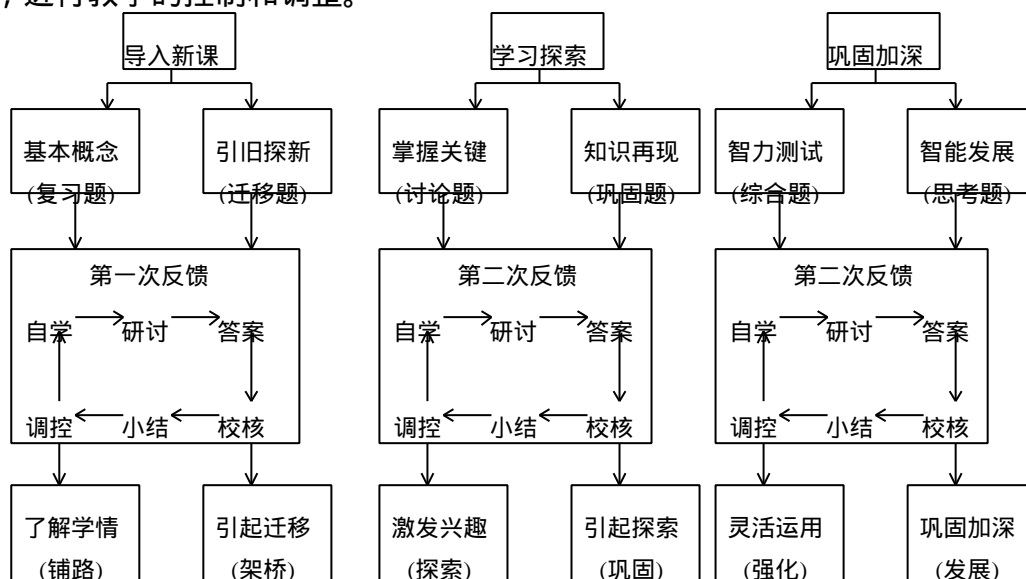 ，进行教学的控制和调整。
导入新课 学习探索 巩固加深
基本概念 引旧探新 掌握关键 知识再现 智力测试 智能发展
(复习题) (迁移题) (讨论题) (巩固题) (综合题) (思考题)
第一次反馈 第二次反馈 第二次反馈
自学 研讨 答案 自学 研讨 答案 自学 研讨 答案
调控 小结 校核 调控 小结 校核 调控 小结 校核
了解学情 引起迁移 激发兴趣 引起探索 灵活运用 巩固加深
(铺路) (架桥) (探索) (巩固) (强化) (发展)